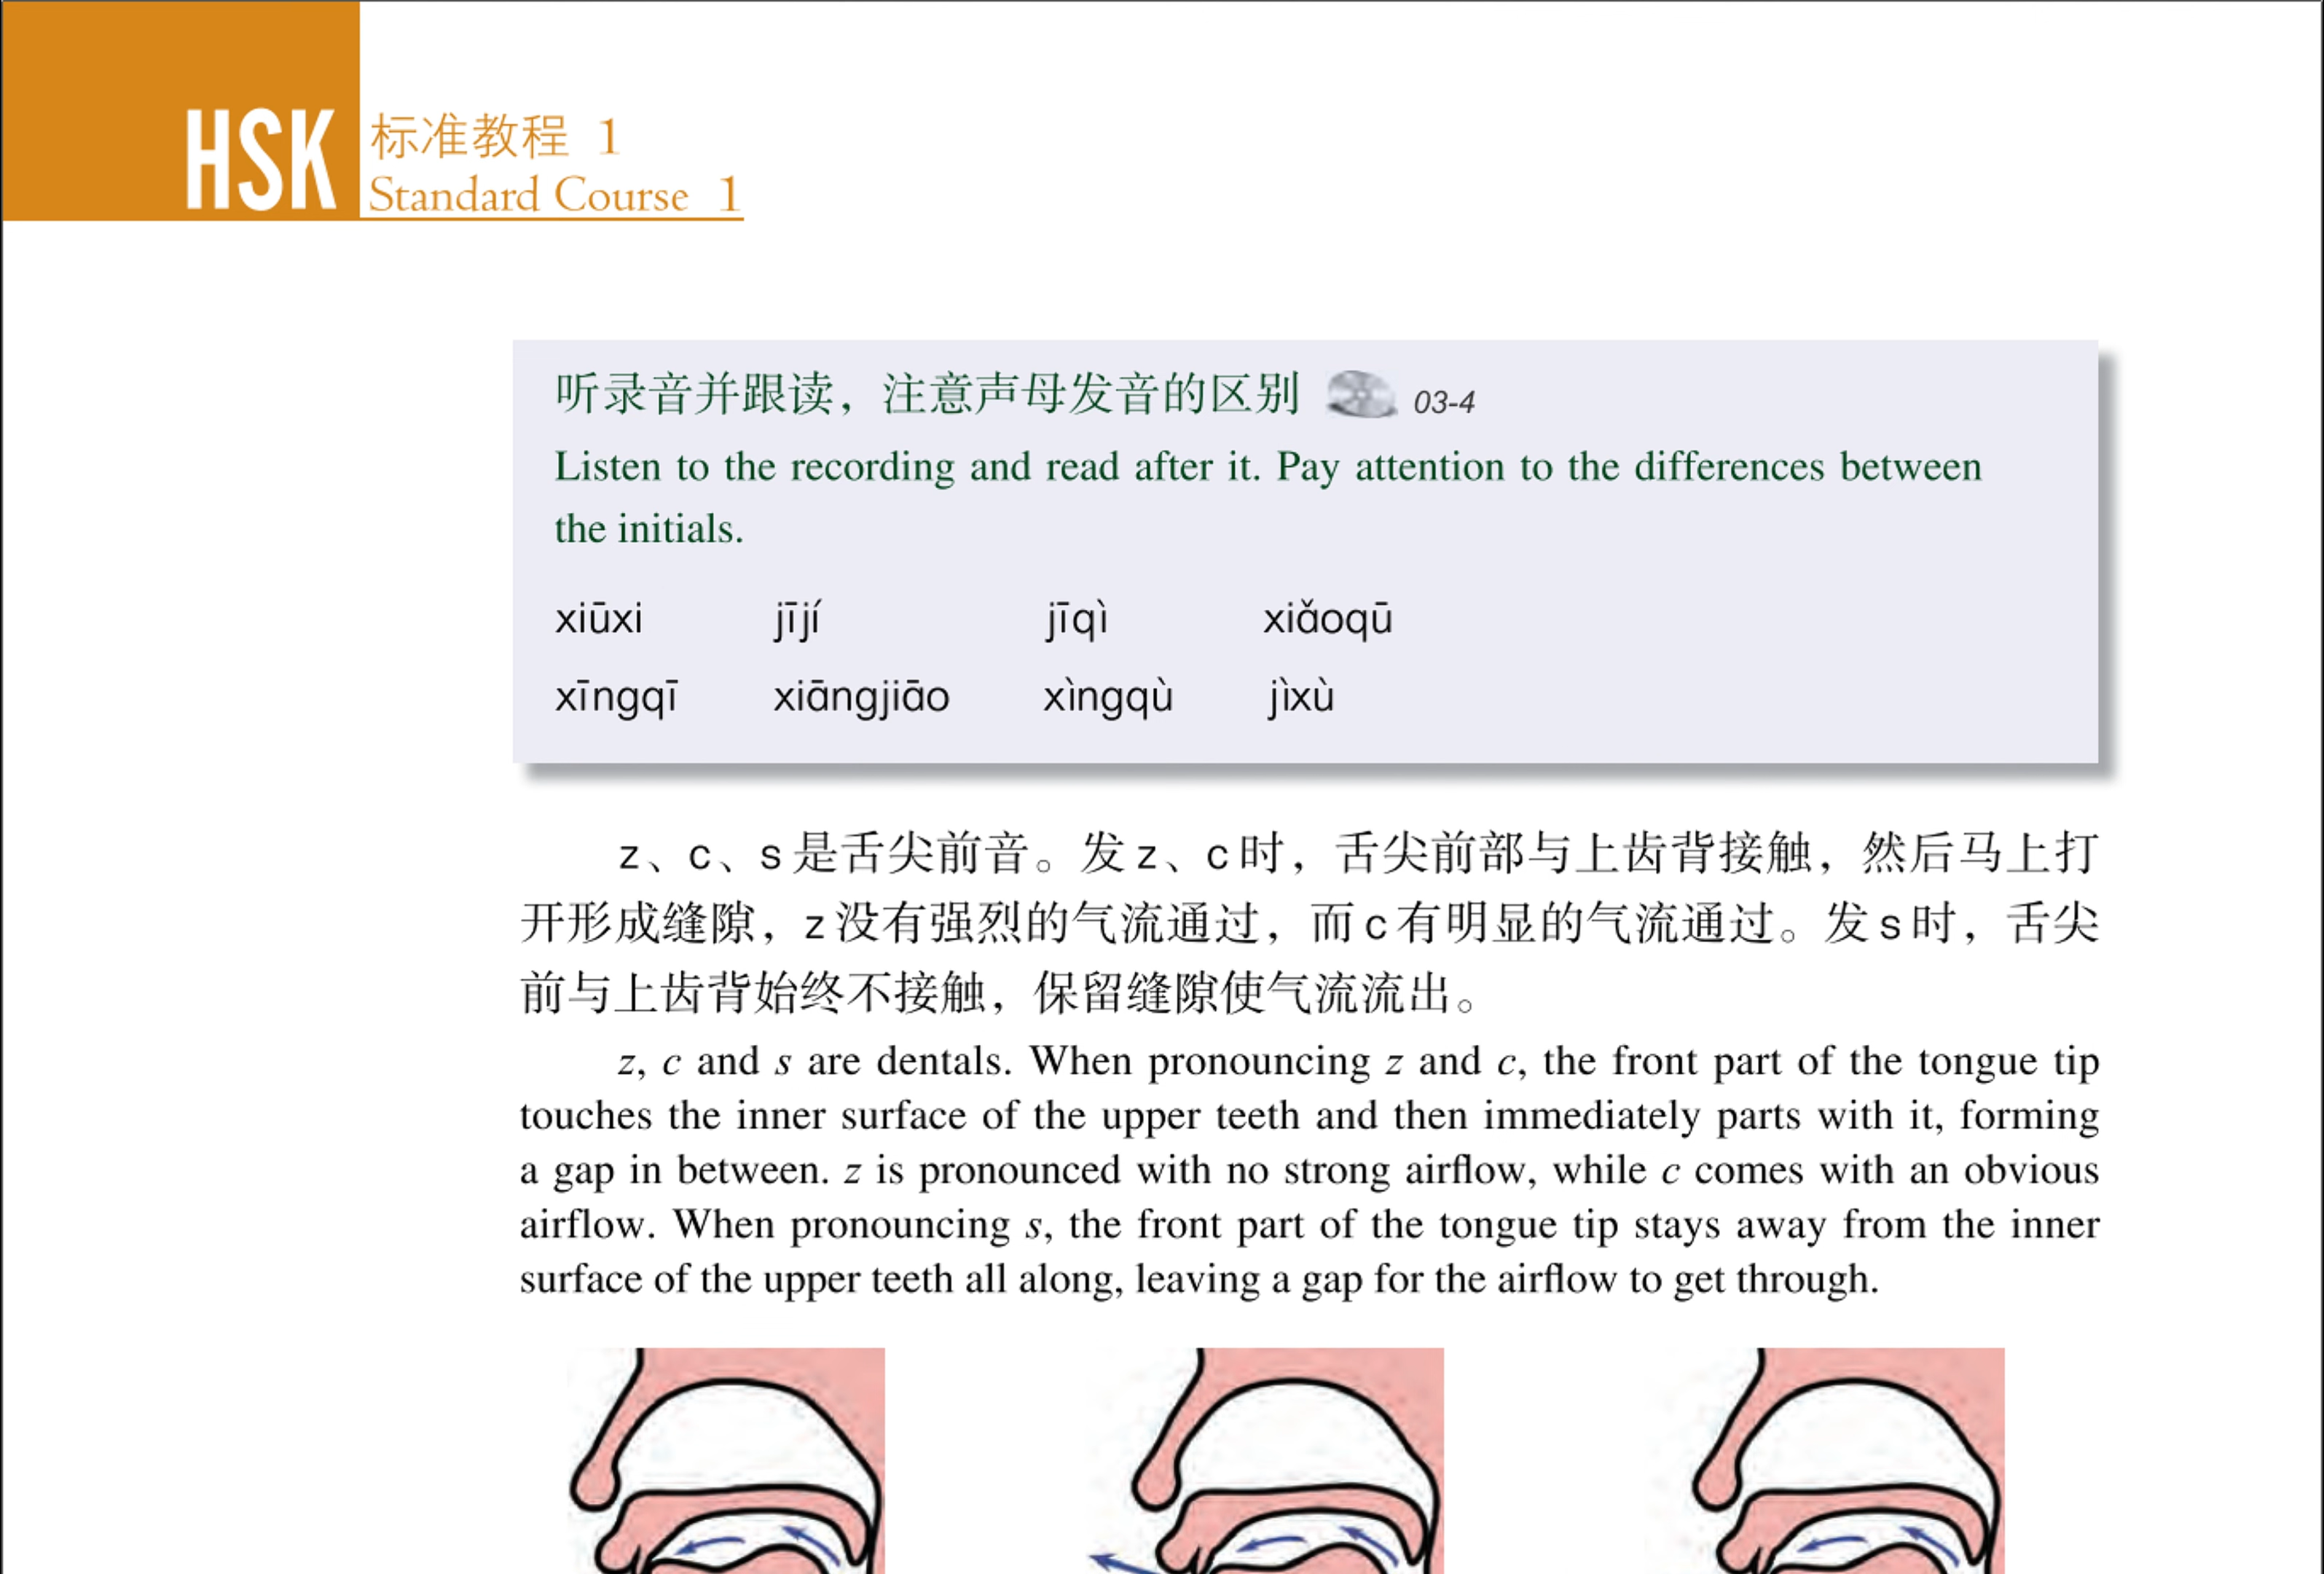 HSK 标准教程 1
Standard Course 1
听录音并跟读，注意声母发音的区别 03-4
Listen to the recording and read after it. Pay attention to the differences between
the initials.
xiūxi jījí jīqì xiǎoqū
xīngqī xiāngjiāo xìngqù jìxù
z、c、s是舌尖前音。发z、c时，舌尖前部与上齿背接触，然后马上打
开形成缝隙，z没有强烈的气流通过，而c有明显的气流通过。发s时，舌尖
前与上齿背始终不接触，保留缝隙使气流流出。
z, c and s are dentals. When pronouncing z and c, the front part of the tongue tip
touches the inner surface of the upper teeth and then immediately parts with it, forming
a gap in between. z is pronounced with no strong airflow, while c comes with an obvious
airflow. When pronouncing s, the front part of the tongue tip stays away from the inner
surface of the upper teeth all along, leaving a gap for the airflow to get through.